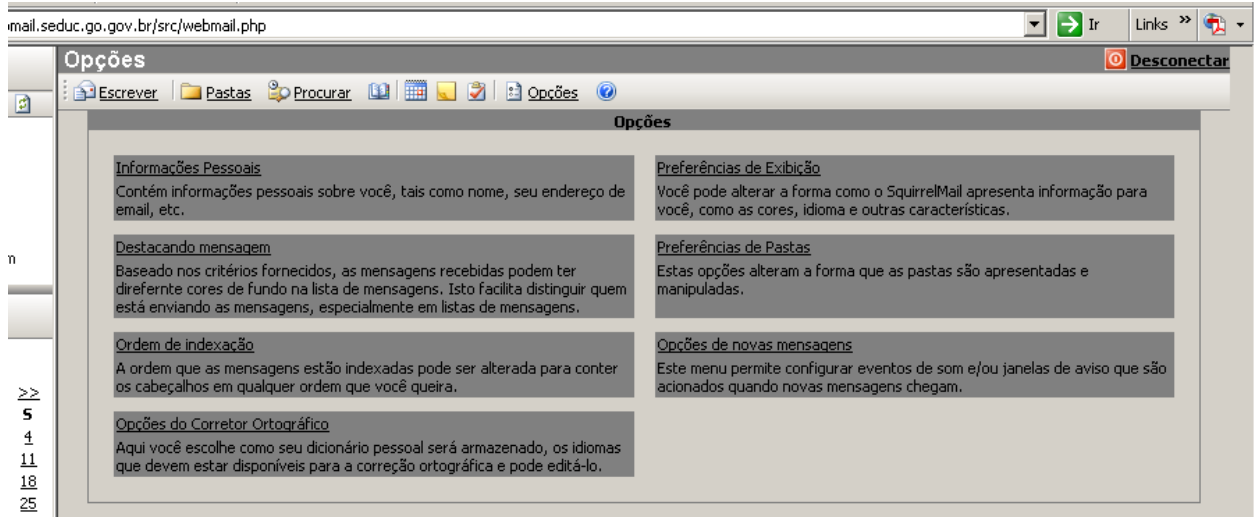 mail.seduc.go.gov.br/src/webmail.php
Ir
Links »
Opções
Desconectar
Escrever
Pastas
Procurar
Opções
Opções
Informações Pessoais
Contém informações pessoais sobre você, tais como nome, seu endereço de
email, etc.
Preferências de Exibição
Você pode alterar a forma como o SquirrelMail apresenta informação para
você, como as cores, idioma e outras características.
Destacando mensagem
Baseado nos critérios fornecidos, as mensagens recebidas podem ter
direfernte cores de fundo na lista de mensagens. Isto facilita distinguir quem
está enviando as mensagens, especialmente em listas de mensagens.
Preferências de Pastas
Estas opções alteram a forma que as pastas são apresentadas e
manipuladas.
Ordem de indexação
A ordem que as mensagens estão indexadas pode ser alterada para conter
os cabeçalhos em qualquer ordem que você queira.
Opções de novas mensagens
Este menu permite configurar eventos de som e/ou janelas de aviso que são
acionados quando novas mensagens chegam.
Opções do Corretor Ortográfico
Aqui você escolhe como seu dicionário pessoal será armazenado, os idiomas
que devem estar disponíveis para a correção ortográfica e pode editá-lo.
>>
S
4
11
18
25